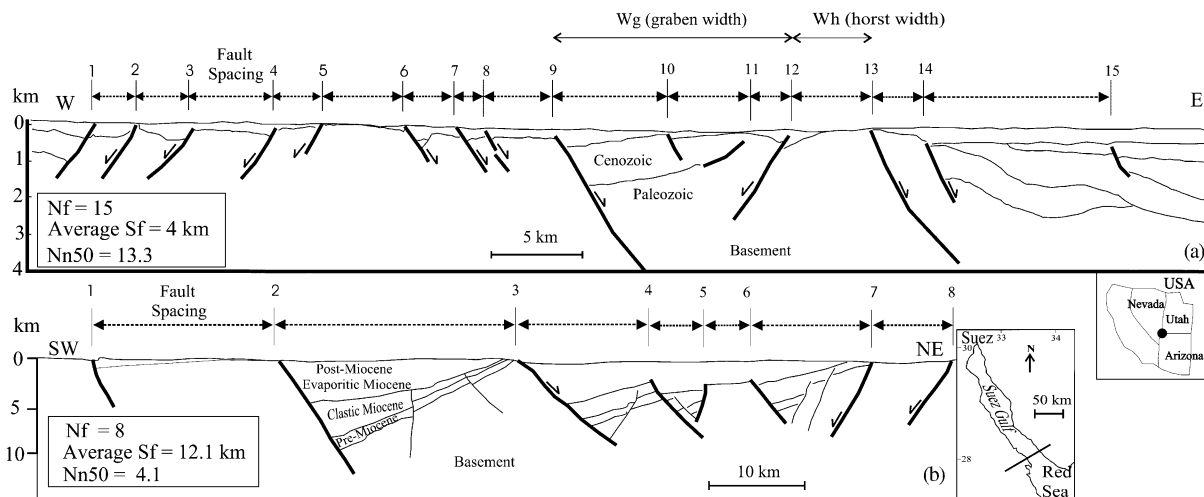 Wg (graben width)
Wh (horst width)
Fault
Spacing
1 2 3 4 5 6 7 8 9 10 11 12 13 14 15
km
W
E
0
1
2
3
4
Cenozoic
Paleozoic
Basement
5 km
(a)
Nf = 15
Average Sf = 4 km
Nn50 = 13.3
Fault
Spacing
1 2 3 4 5 6 7 8
km
SW
NE
0
5
10
Post-Miocene
Evaporitic Miocene
Clastic Miocene
Pre-Miocene
Basement
10 km
(b)
Nf = 8
Average Sf = 12.1 km
Nn50 = 4.1
Suez
33
34
30
N
Suez Gulf
50 km
28
Red
Sea
USA
Nevada
Utah
Arizona